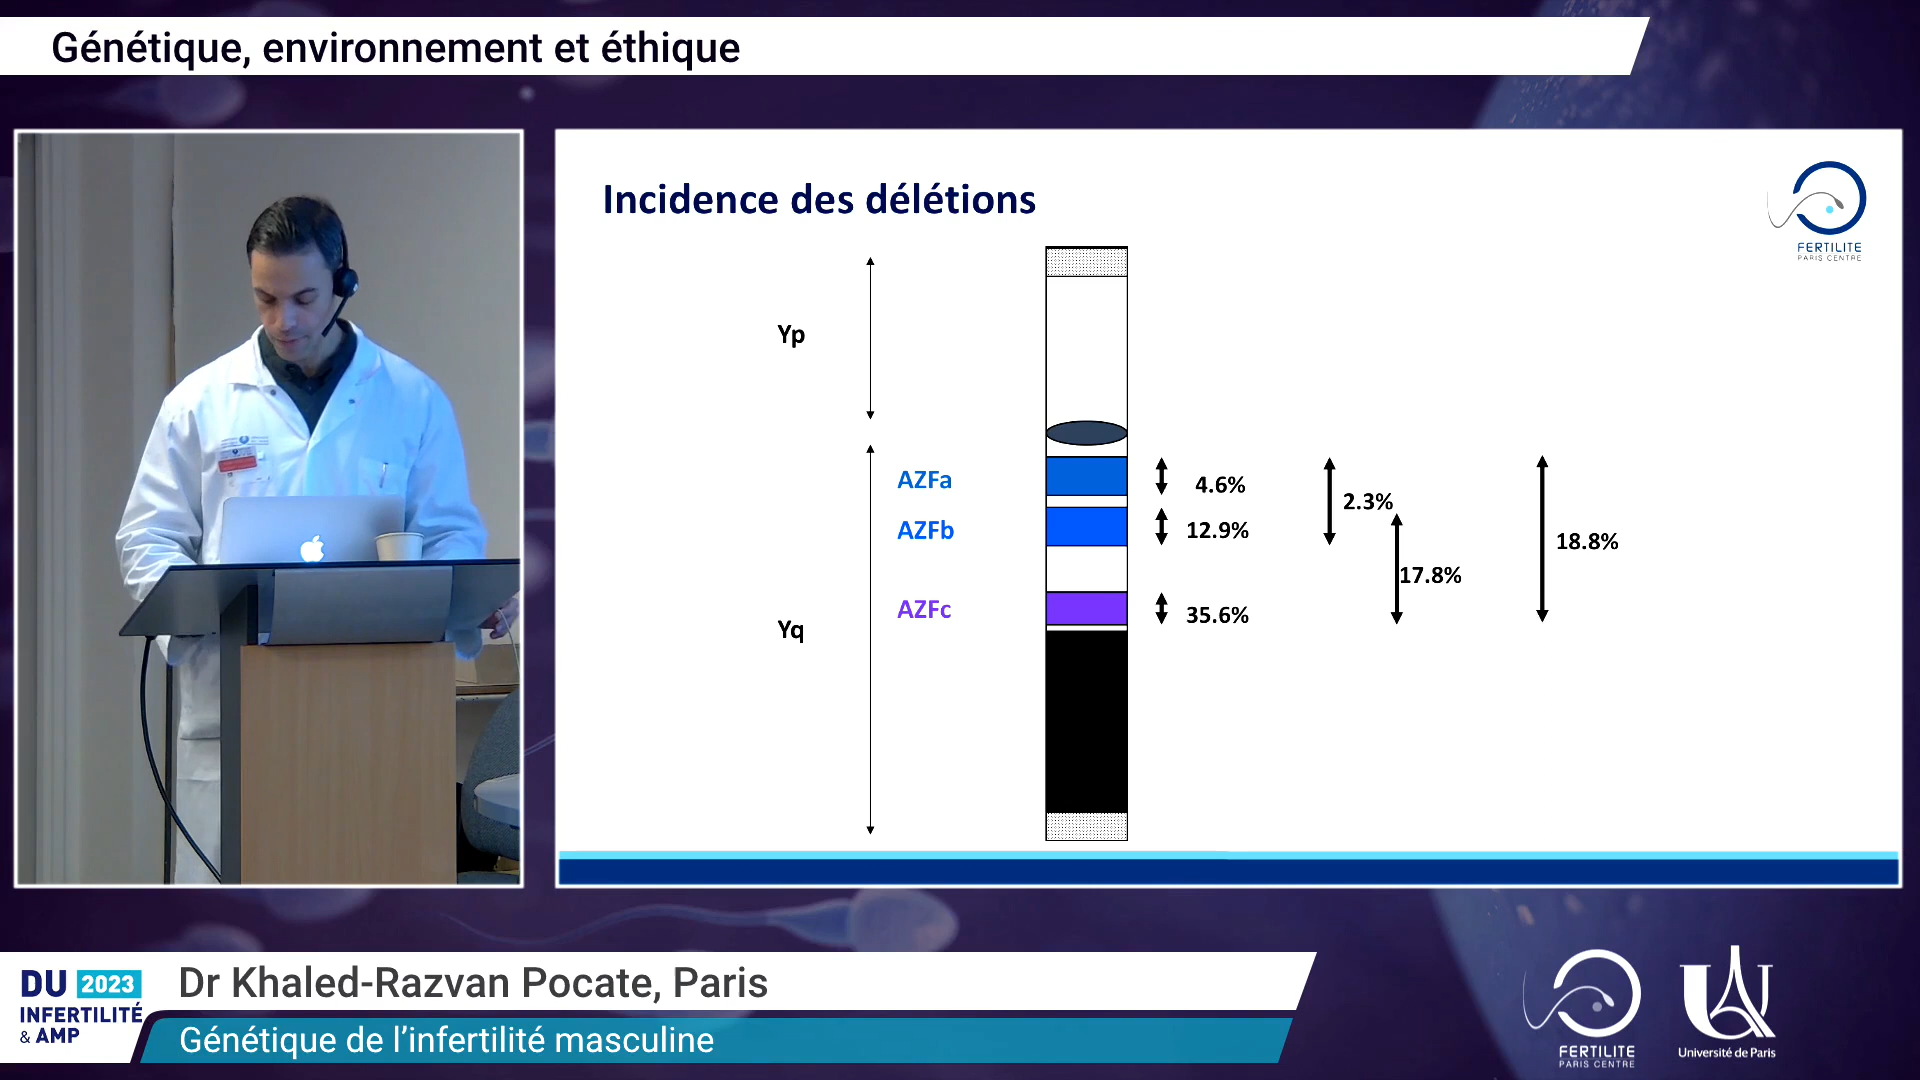 Génétique, environnement et éthique
Incidence des délétions
FERTILITE
PARIS CENTRE
Yp
AZFa
4.6%
2.3%
AZFb
12.9%
18.8%
17.8%
AZFc
35.6%
Yq
DU 2023
INFERTILITÉ
& AMP
Dr Khaled-Razvan Pocate, Paris
Génétique de l’infertilité masculine
FERTILITE
PARIS CENTRE
Université de Paris